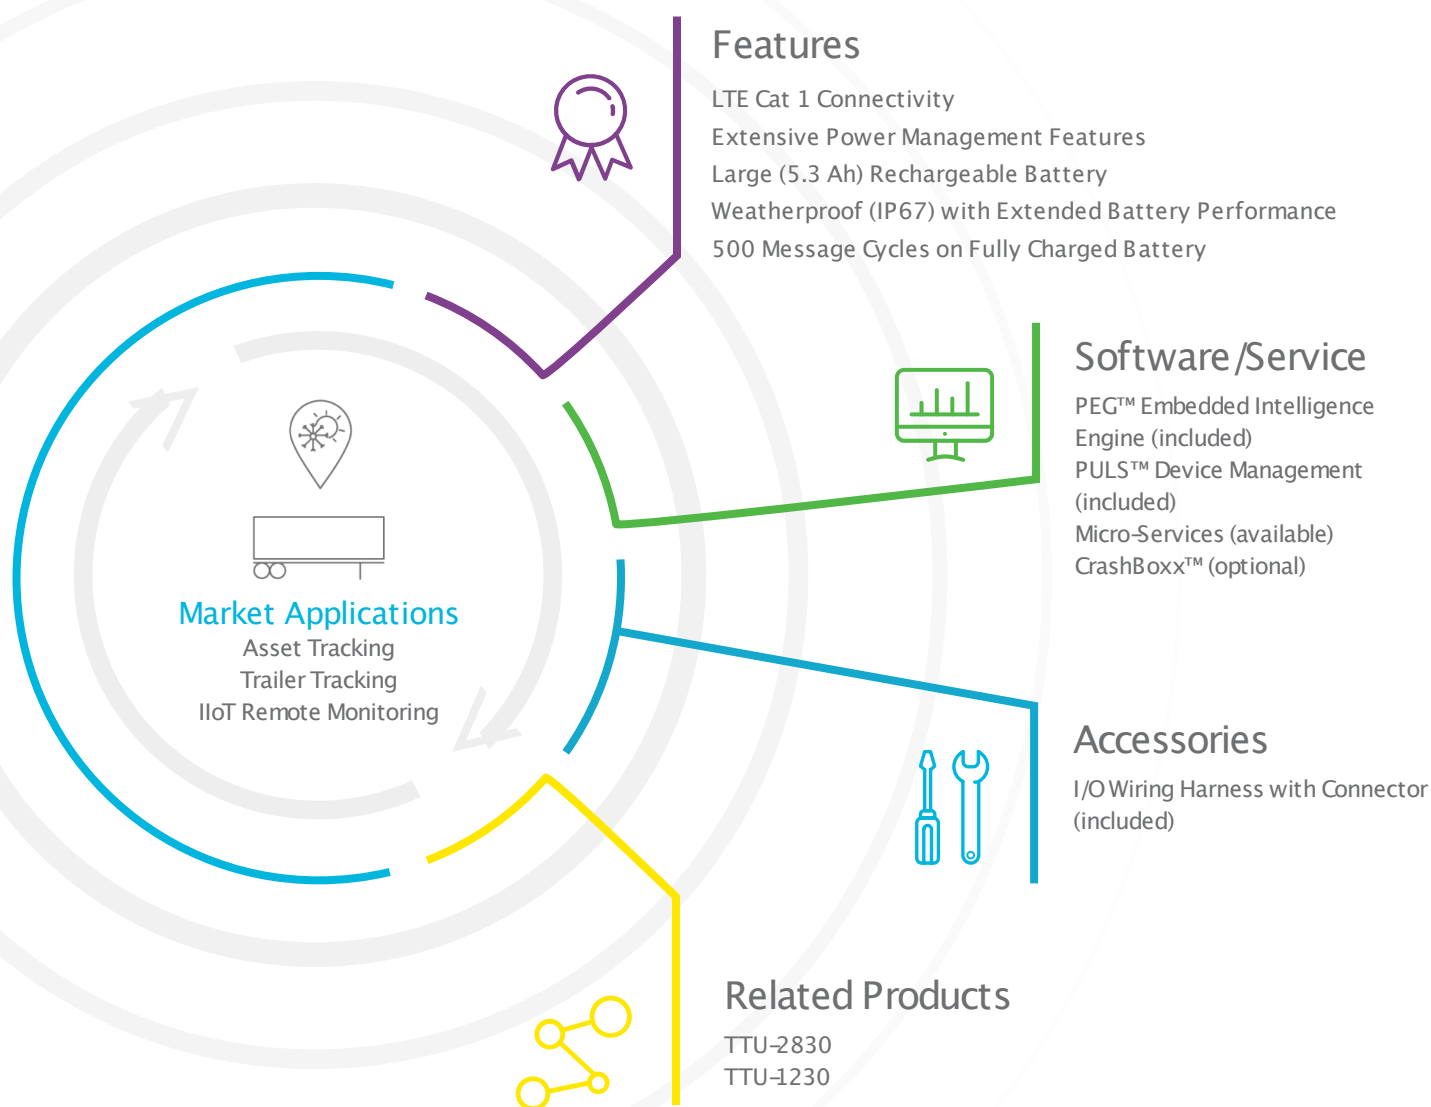 Features
LTE Cat 1 Connectivity
Extensive Power Management Features
Large (5.3 Ah) Rechargeable Battery
Weatherproof (IP67) with Extended Battery Performance
500 Message Cycles on Fully Charged Battery
Software/Service
PEG™ Embedded Intelligence
Engine (included)
PULS™ Device Management
(included)
Micro-Services (available)
CrashBoxx™ (optional)
Market Applications
Asset Tracking
Trailer Tracking
IIoT Remote Monitoring
Accessories
I/O Wiring Harness with Connector
(included)
Related Products
TTU-2830
TTU-1230